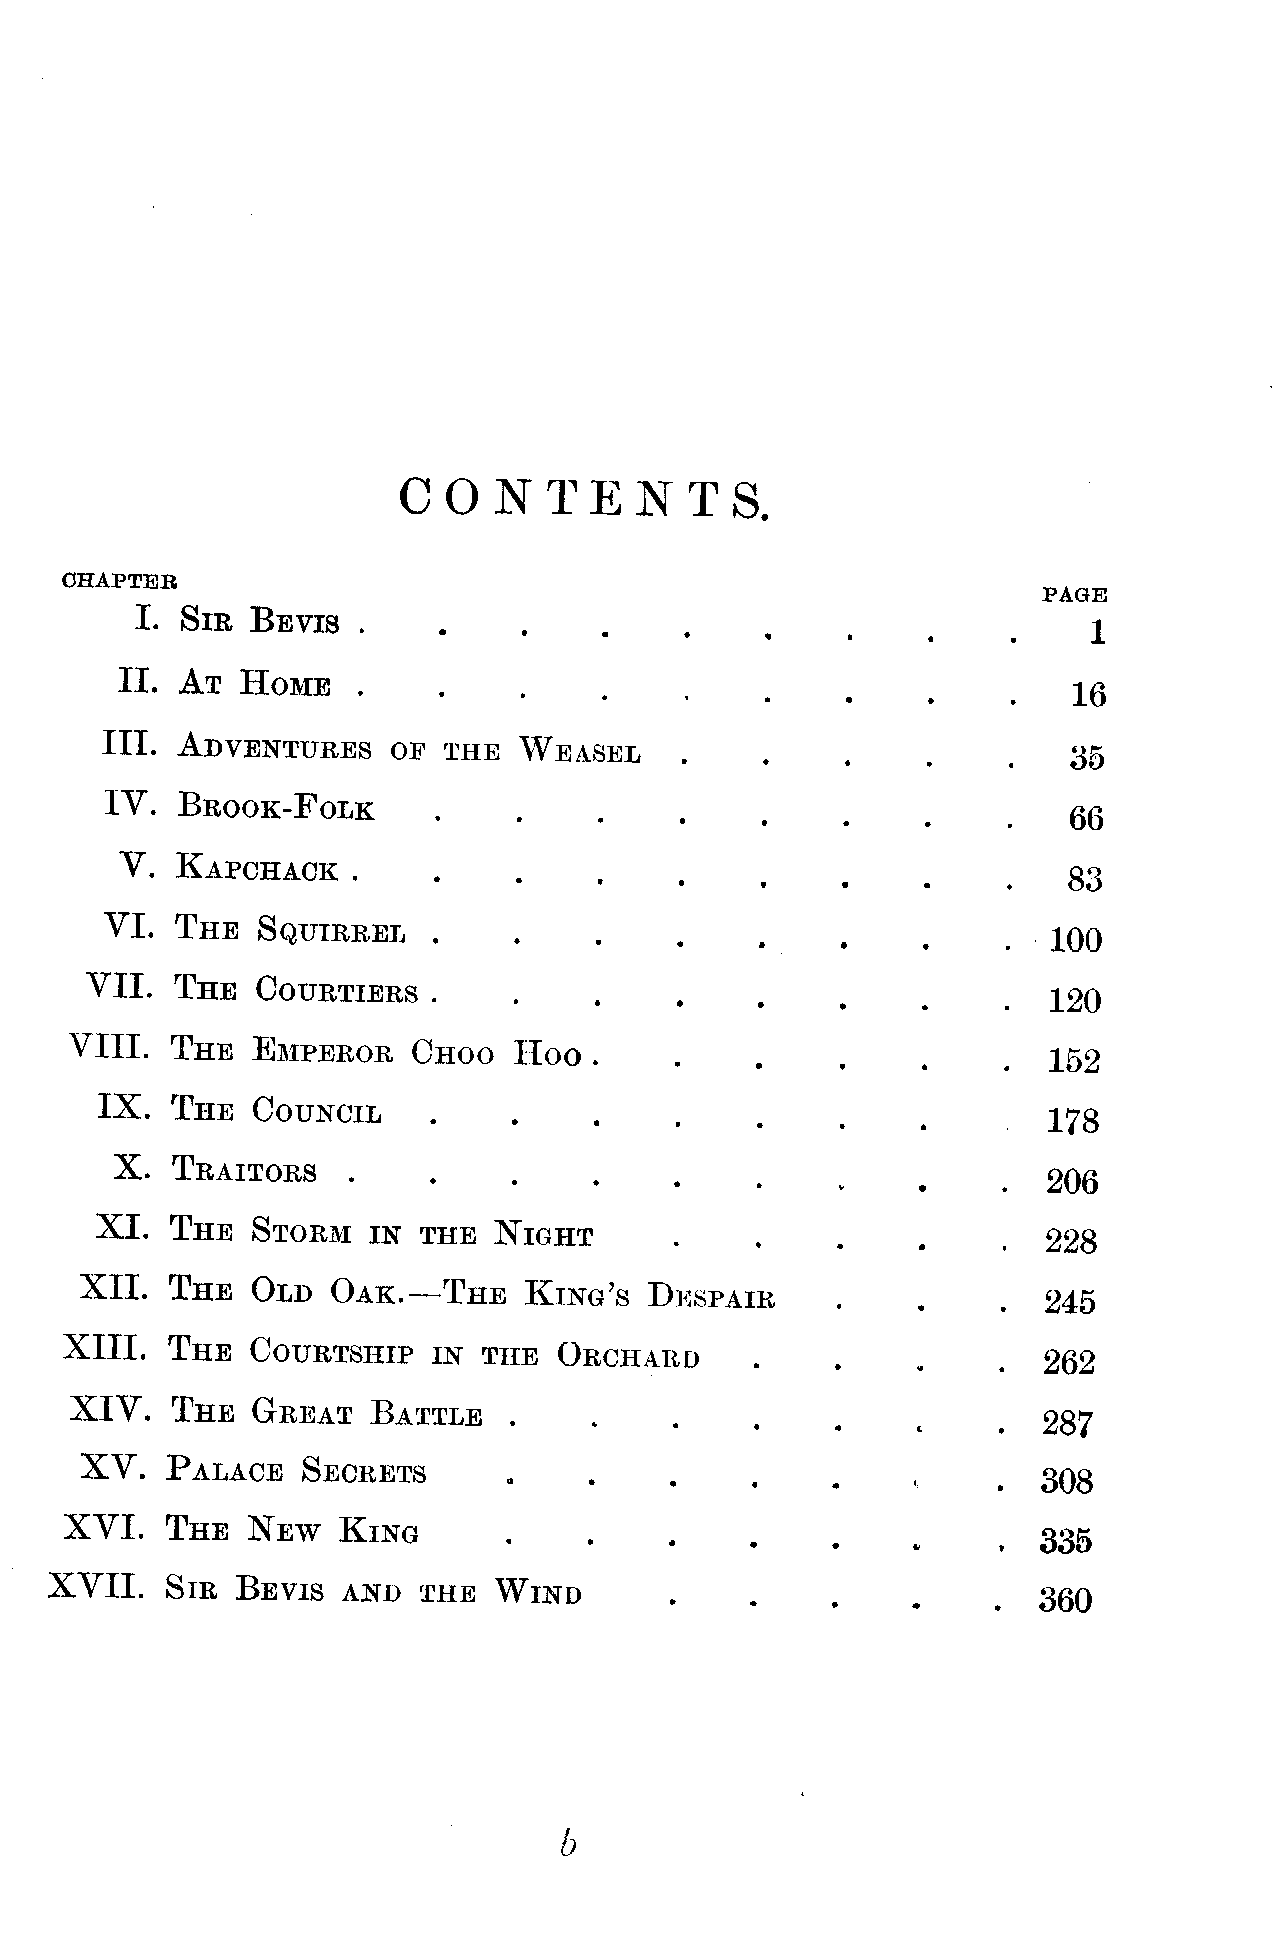 CONTENTS.
CHAPTER PAGE
I. SIR BEVIS . . . . . . . . . 1
II. AT HOME . . . . . . . . . 16
III. ADVENTURES OF THE WEASEL . . . . . 35
IV. BROOK-FOLK . . . . . . . . 66
V. KAPCHACK . . . . . . . . . 83
VI. THE SQUIRREL . . . . . . . . 100
VII. THE COURTIERS . . . . . . . . 120
VIII. THE EMPEROR CHOO HOO . . . . . . 152
IX. THE COUNCIL . . . . . . . . 178
X. TRAITORS . . . . . . . . . 206
XI. THE STORM IN THE NIGHT . . . . . 228
XII. THE OLD OAK.—THE KING'S DESPAIR . . . 245
XIII. THE COURTSHIP IN THE ORCHARD . . . . 262
XIV. THE GREAT BATTLE . . . . . . . 287
XV. PALACE SECRETS . . . . . . . 308
XVI. THE NEW KING . . . . . . . 335
XVII. SIR BEVIS AND THE WIND . . . . . 360
b